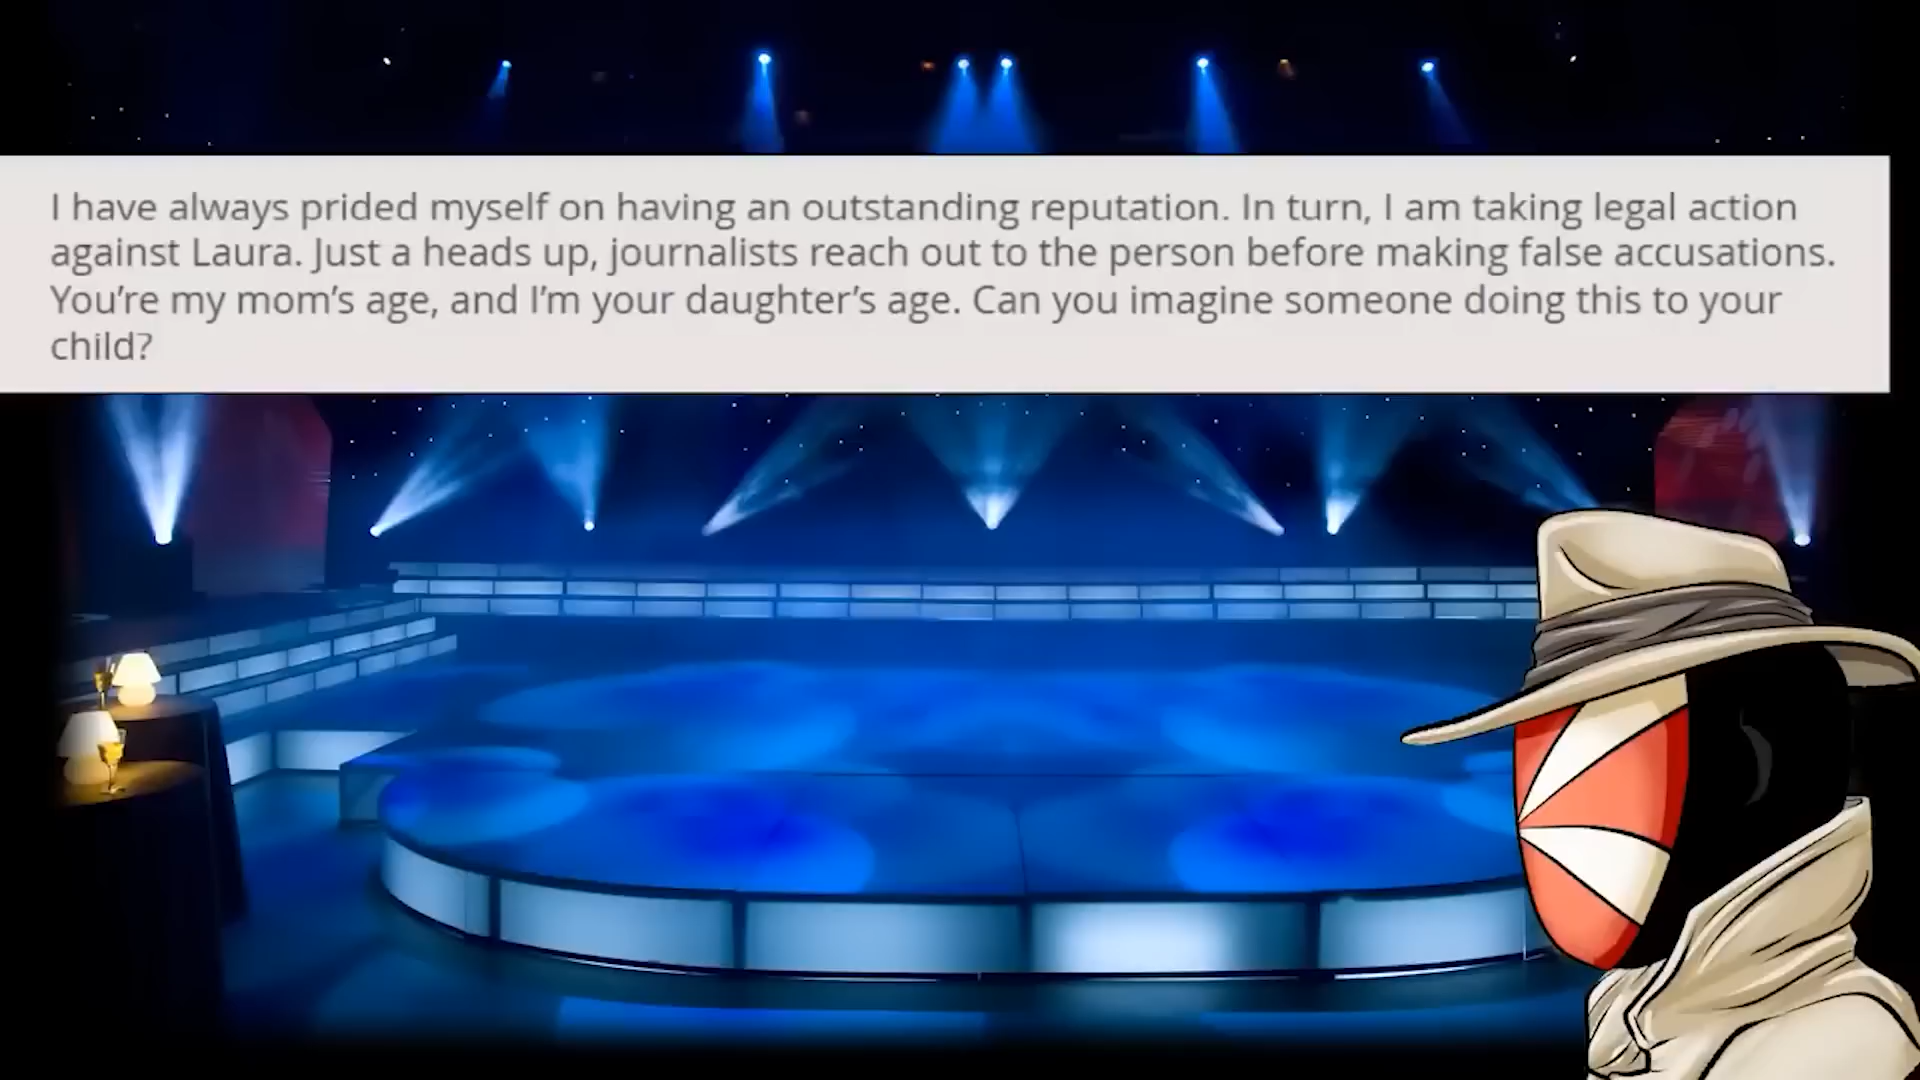 I have always prided myself on having an outstanding reputation. In turn, I am taking legal action
against Laura. Just a heads up, journalists reach out to the person before making false accusations.
You’re my mom’s age, and I’m your daughter’s age. Can you imagine someone doing this to your
child?